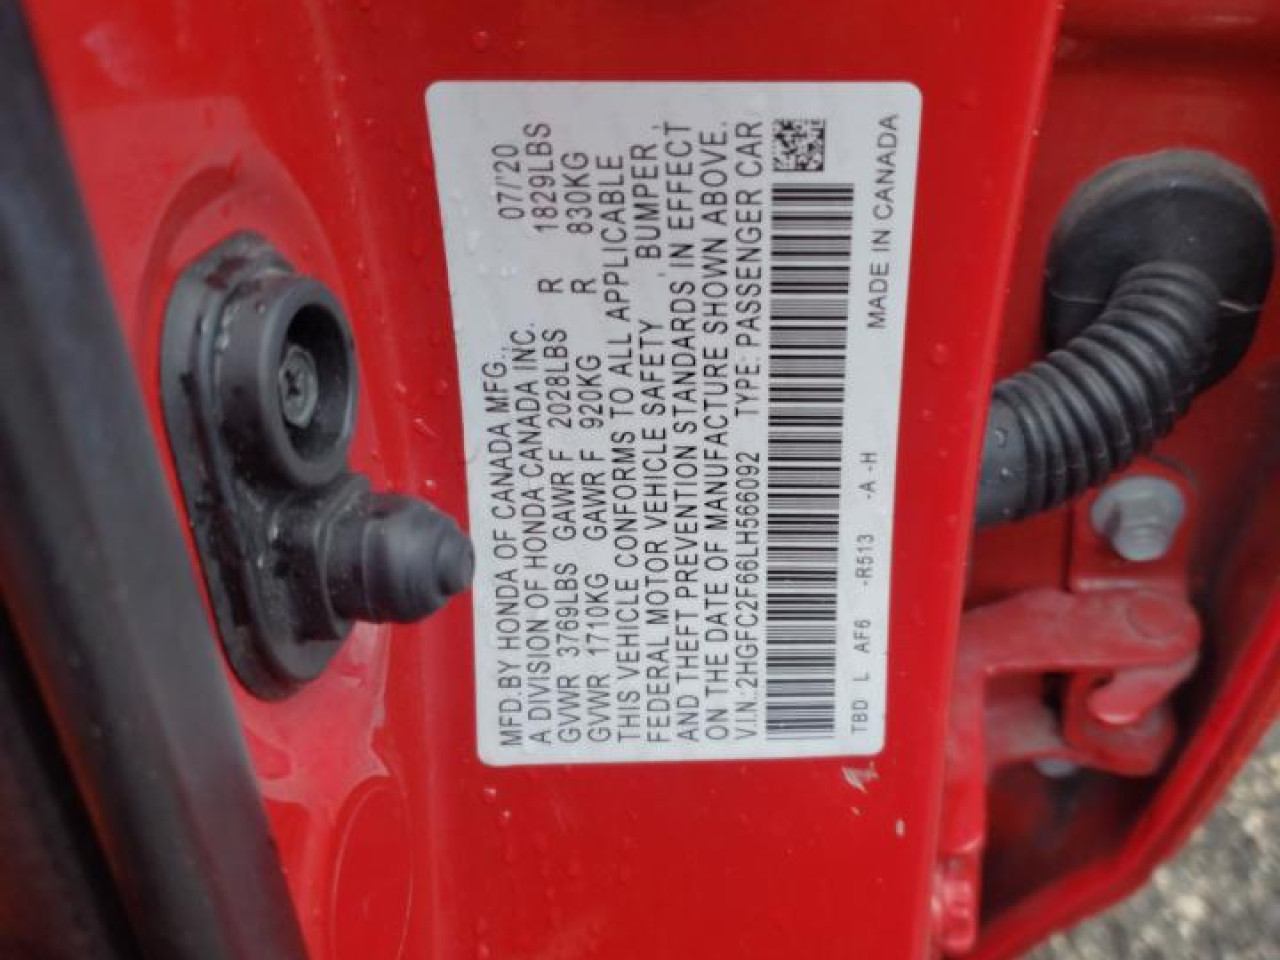 MFD.BY HONDA OF CANADA MFG., 07/'20
A DIVISION OF HONDA CANADA INC.
GVWR 3769LBS GAWR F 2028LBS R 1829LBS
GVWR 1710KG GAWR F 920KG R 830KG
THIS VEHICLE CONFORMS TO ALL APPLICABLE
FEDERAL MOTOR VEHICLE SAFETY, BUMPER,
AND THEFT PREVENTION STANDARDS IN EFFECT
ON THE DATE OF MANUFACTURE SHOWN ABOVE.
V.I.N.:2HGFC2F66LH566092 TYPE: PASSENGER CAR
TBD L AF6 -R513 -A -H MADE IN CANADA